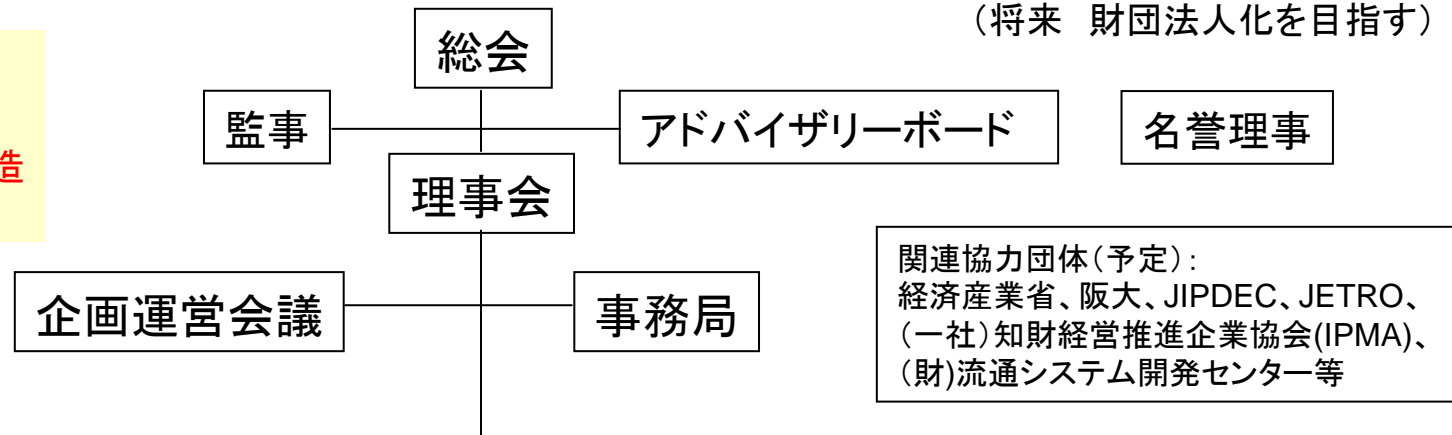 （将来　財団法人化を目指す）
総会
監事
アドバイザリーボード
名誉理事
造
理事会
関連協力団体（予定）：
経済産業省、阪大、JIPDEC、JETRO、
（一社）知財経営推進企業協会(IPMA)、
（財)流通システム開発センター等
企画運営会議
事務局